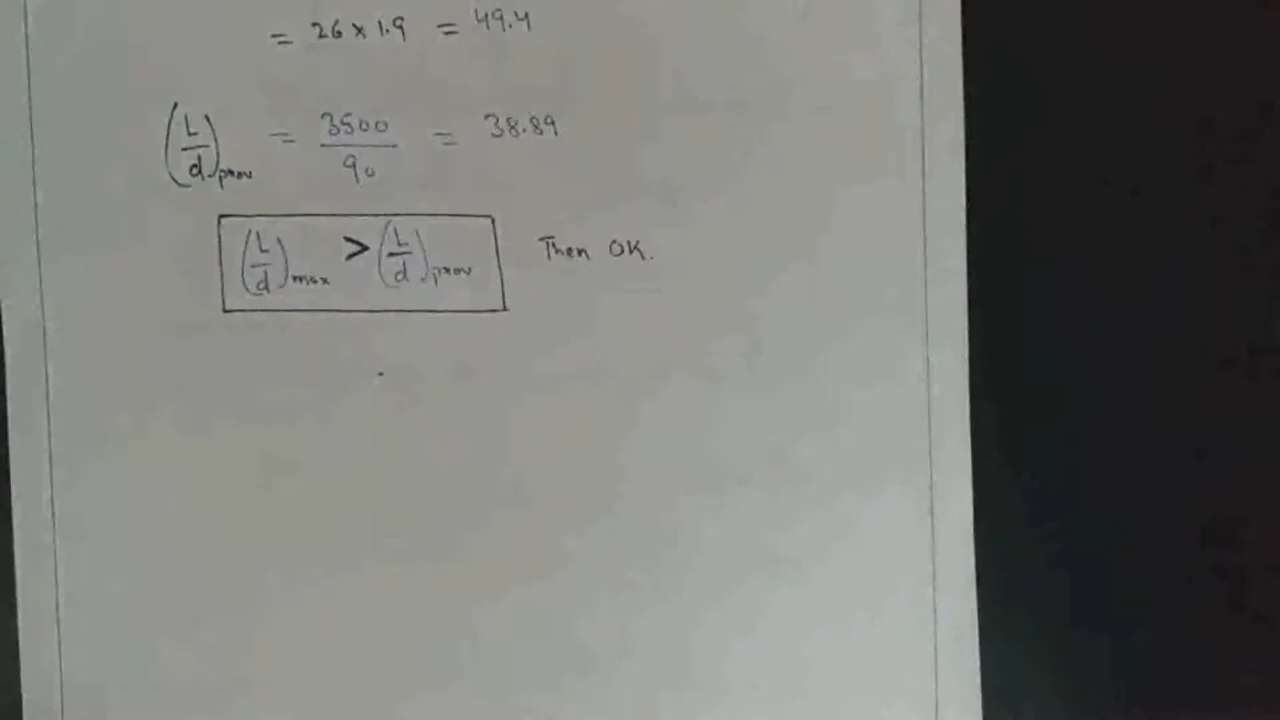 = 26 × 1.9 = 49.4
(L/d)prov = 3500/90 = 38.89
(L/d)max > (L/d)prov Then OK.